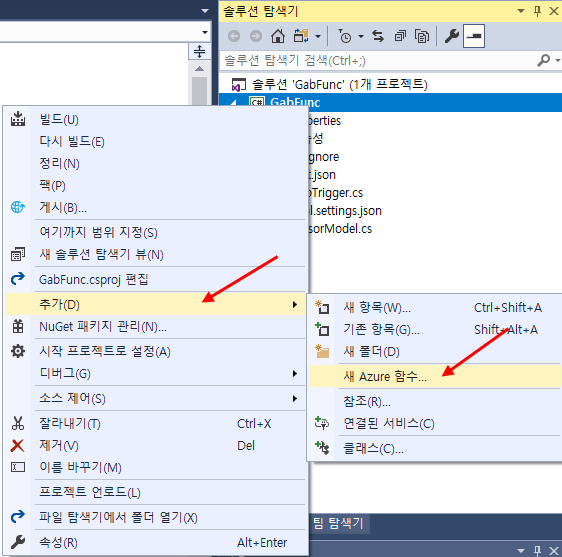 솔루션 탐색기
솔루션 탐색기 검색(Ctrl+;)
솔루션 'GabFunc' (1개 프로젝트)
C# GabFunc
빌드(U)
다시 빌드(E)
정리(N)
팩(P)
게시(B)...
여기까지 범위 지정(S)
새 솔루션 탐색기 뷰(N)
GabFunc.csproj 편집
추가(D)
NuGet 패키지 관리(N)...
시작 프로젝트로 설정(A)
디버그(G)
소스 제어(S)
잘라내기(T) Ctrl+X
제거(V) Del
이름 바꾸기(M)
프로젝트 언로드(L)
파일 탐색기에서 폴더 열기(X)
속성(R) Alt+Enter
perties
속성
gnore
t.json
Trigger.cs
l.settings.json
sorModel.cs
새 항목(W)... Ctrl+Shift+A
기존 항목(G)... Shift+Alt+A
새 폴더(D)
새 Azure 함수...
참조(R)...
연결된 서비스(C)
클래스(C)...
팀 탐색기